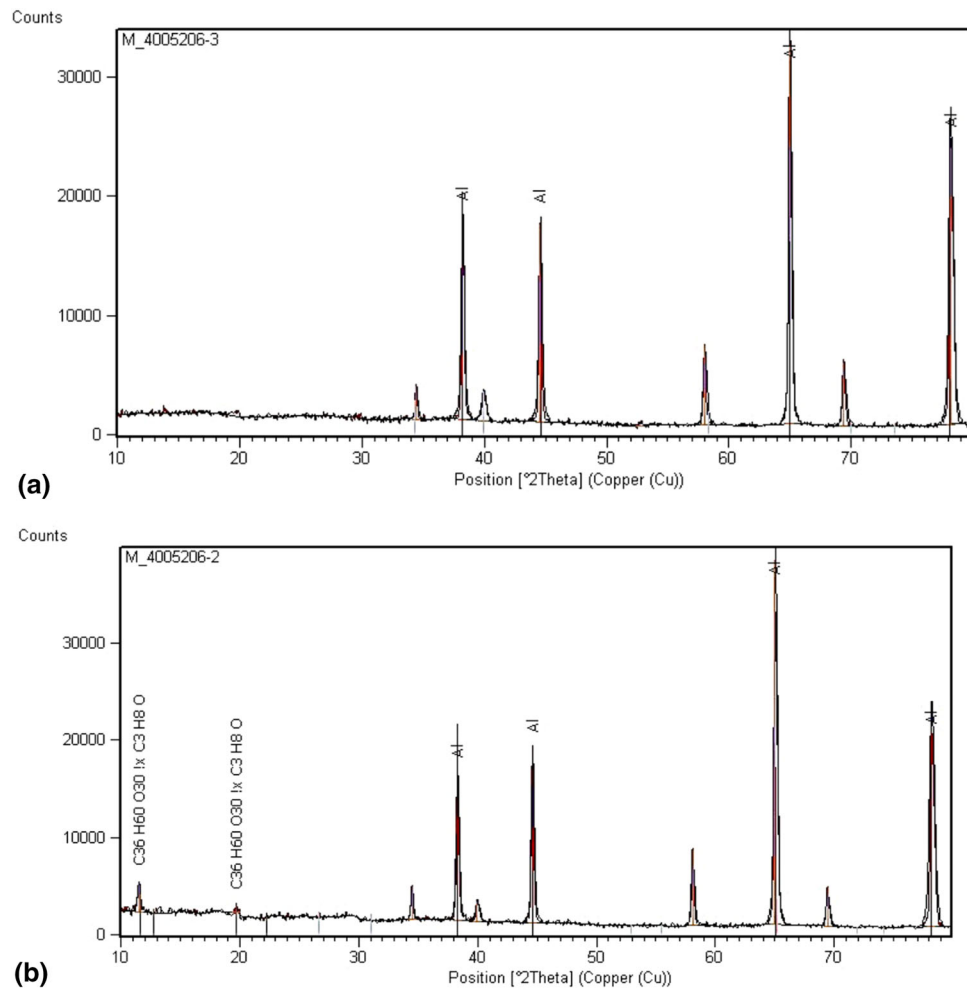 Counts
M_4005206-3
30000
20000
10000
0
Al
Al
Al
Al
10 20 30 40 50 60 70
Position [°2Theta] (Copper (Cu))
(a)
Counts
M_4005206-2
30000
20000
10000
0
C36 H60 O30 !x C3 H8 O
C36 H60 O30 !x C3 H8 O
Al
Al
Al
Al
10 20 30 40 50 60 70
Position [°2Theta] (Copper (Cu))
(b)